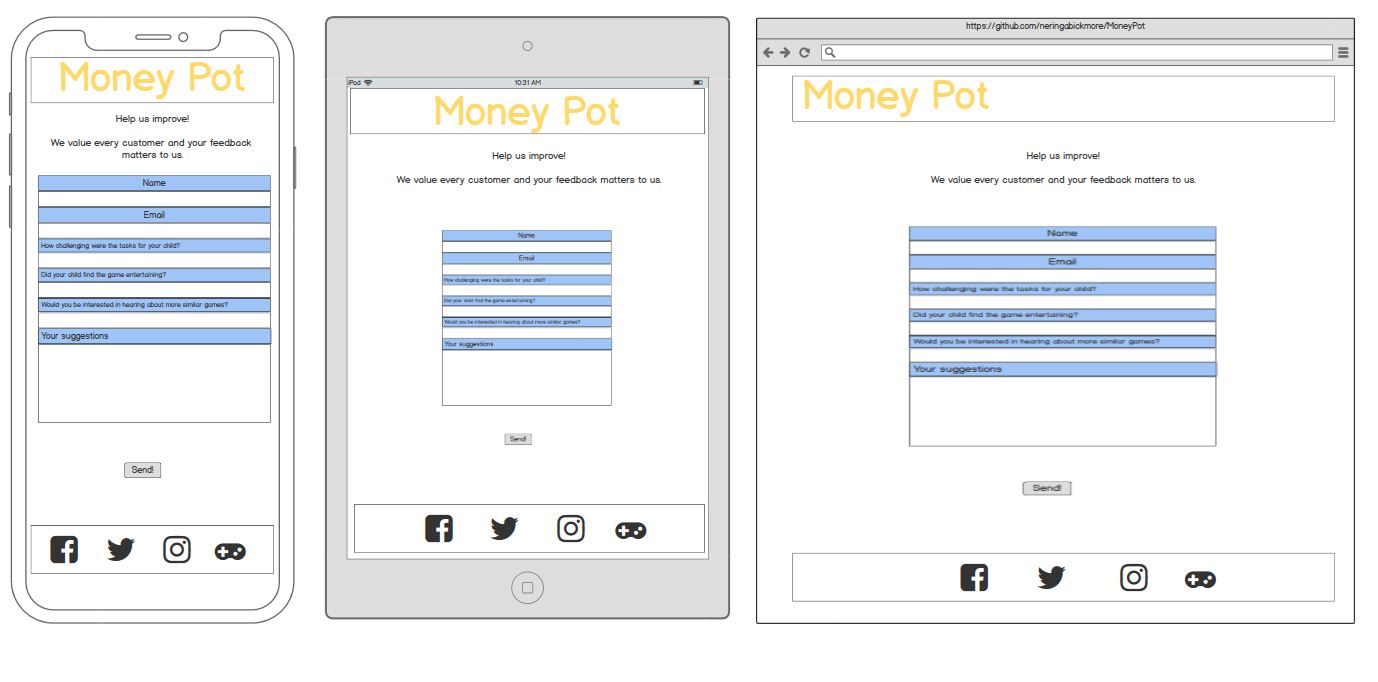 Money Pot
Help us improve!
We value every customer and your feedback
matters to us.
Name
Email
How challenging were the tasks for your child?
Did your child find the game entertaining?
Would you be interested in hearing about more similar games?
Your suggestions
Send!
iPod
10:31 AM
Money Pot
Help us improve!
We value every customer and your feedback matters to us.
Name
Email
How challenging were the tasks for your child?
Did your child find the game entertaining?
Would you be interested in hearing about more similar games?
Your suggestions
Send!
https://github.com/neringabickmore/MoneyPot
Money Pot
Help us improve!
We value every customer and your feedback matters to us.
Name
Email
How challenging were the tasks for your child?
Did your child find the game entertaining?
Would you be interested in hearing about more similar games?
Your suggestions
Send!